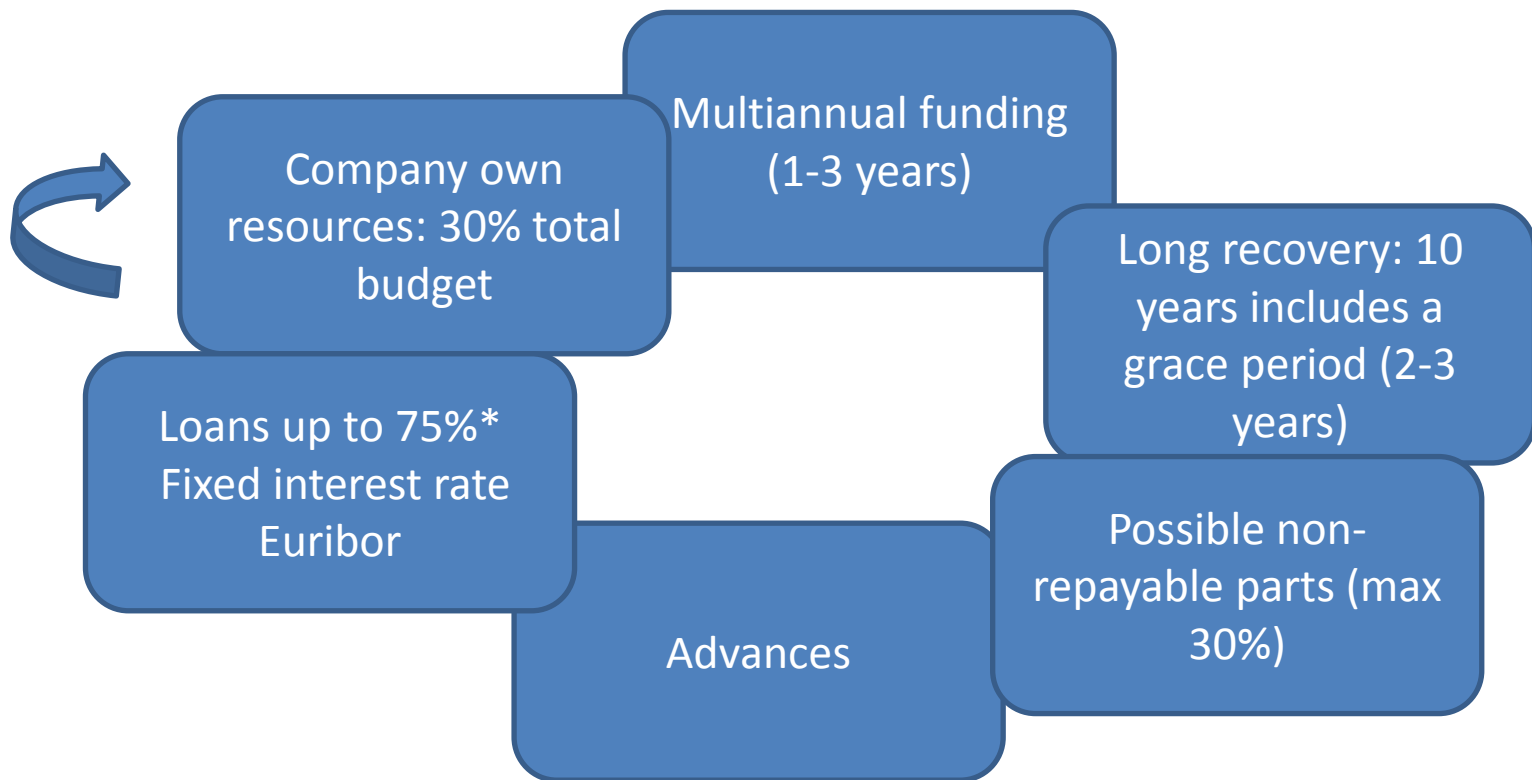 Multiannual funding
(1-3 years)
Company own
resources: 30% total
budget
Long recovery: 10
years includes a
grace period (2-3
years)
Loans up to 75%*
Fixed interest rate
Euribor
Possible non-
repayable parts (max
30%)
Advances